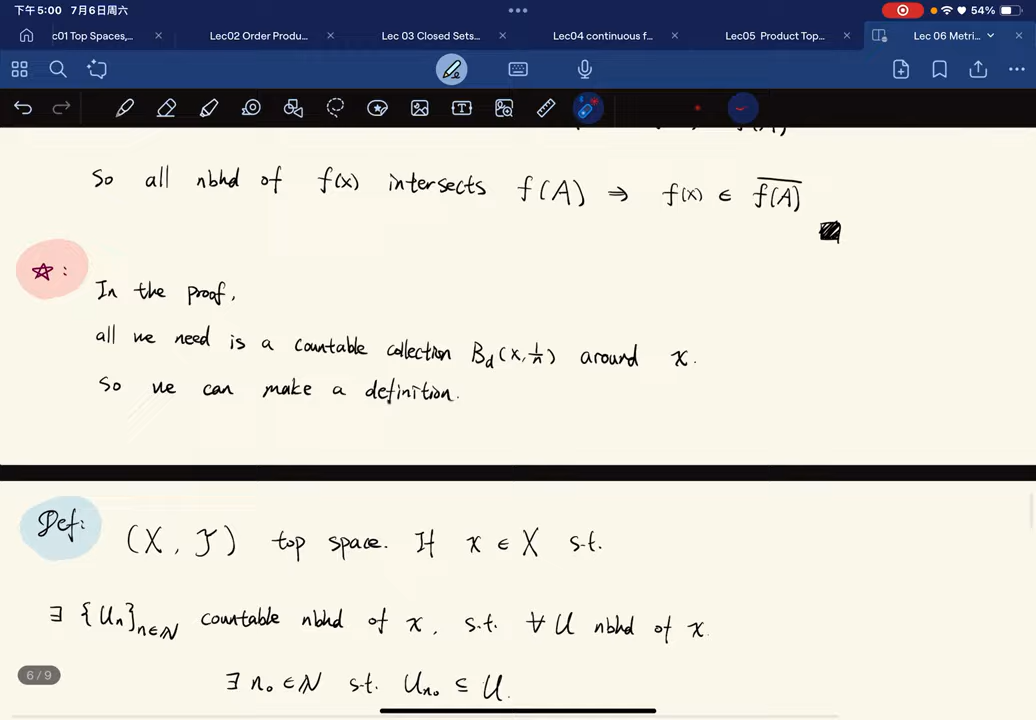 下午5:00 7月6日周六
54%
c01 Top Spaces,...
Lec02 Order Produ...
Lec 03 Closed Sets...
Lec04 continuous f...
Lec05 Product Top...
Lec 06 Metri...
So all nbhd of f(x) intersects f(A) ⇒ f(x) ∈ \overline{f(A)}
☆:
In the proof,
all we need is a countable collection B_d(x, 1/n) around x.
So we can make a definition.
Def: (X, 𝒯) top space. If x ∈ X s.t.
∃ {U_n}_{n∈ℕ} countable nbhd of x, s.t. ∀ U nbhd of x.
∃ n₀ ∈ ℕ s.t. U_{n₀} ⊆ U.
6 / 9